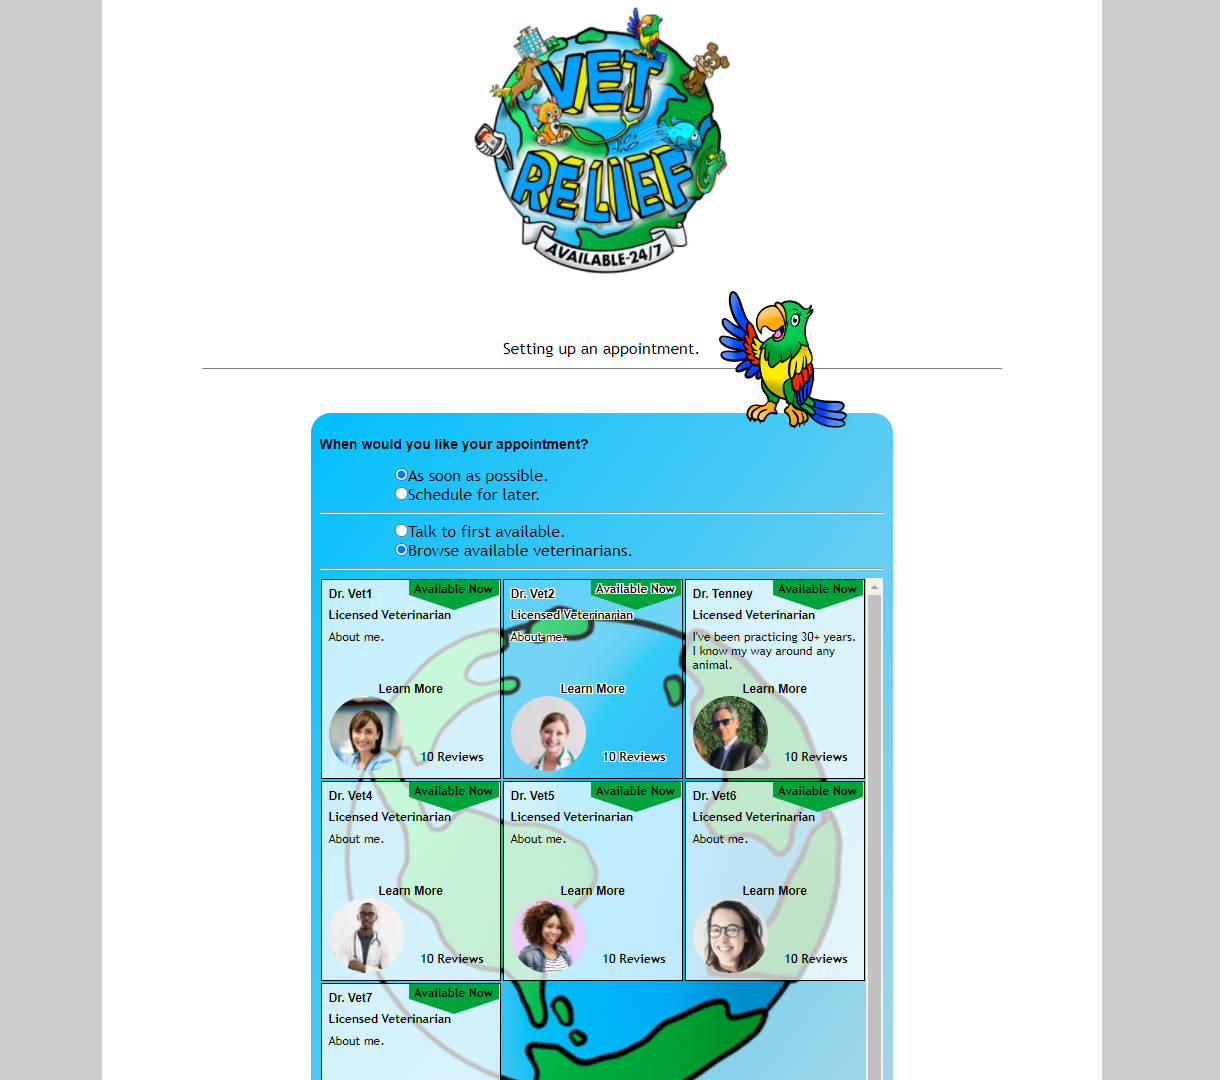 VET
RELIEF
AVAILABLE-24/7
Setting up an appointment.
When would you like your appointment?
As soon as possible.
Schedule for later.
Talk to first available.
Browse available veterinarians.
Dr. Vet1
Available Now
Licensed Veterinarian
About me.
Learn More
10 Reviews
Dr. Vet2
Available Now
Licensed Veterinarian
About me.
Learn More
10 Reviews
Dr. Tenney
Available Now
Licensed Veterinarian
I've been practicing 30+ years.
I know my way around any
animal.
Learn More
10 Reviews
Dr. Vet4
Available Now
Licensed Veterinarian
About me.
Learn More
10 Reviews
Dr. Vet5
Available Now
Licensed Veterinarian
About me.
Learn More
10 Reviews
Dr. Vet6
Available Now
Licensed Veterinarian
About me.
Learn More
10 Reviews
Dr. Vet7
Available Now
Licensed Veterinarian
About me.